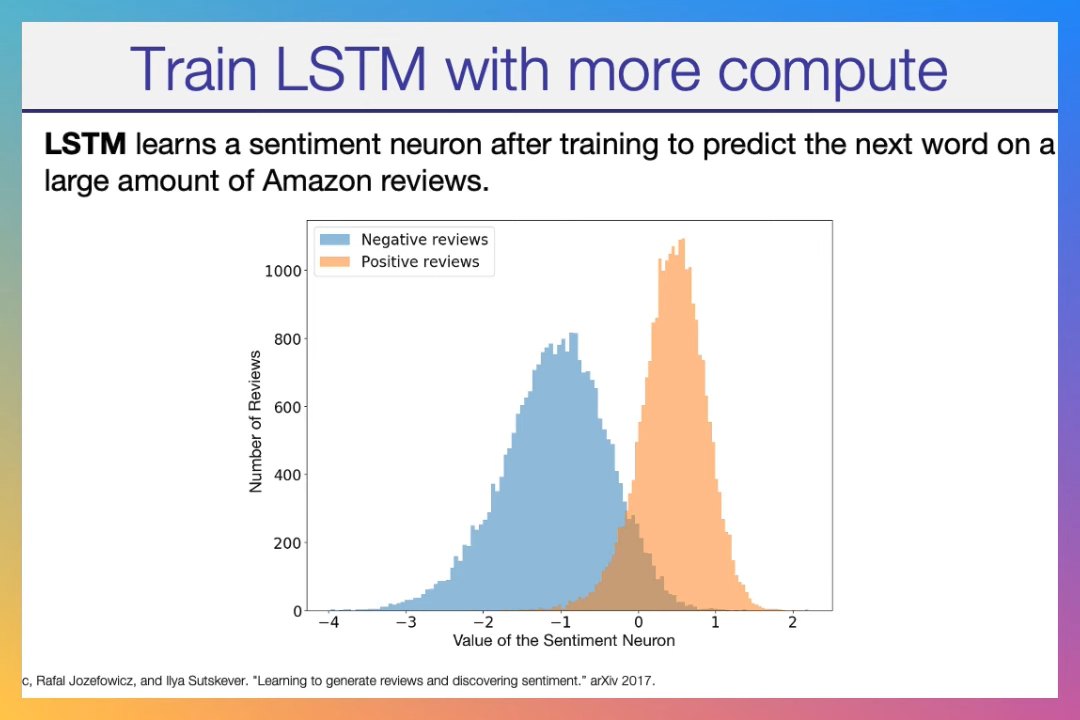 Train LSTM with more compute
LSTM learns a sentiment neuron after training to predict the next word on a
large amount of Amazon reviews.
Negative reviews
Positive reviews
1000
800
600
400
200
0
Number of Reviews
−4 −3 −2 −1 0 1 2
Value of the Sentiment Neuron
c, Rafal Jozefowicz, and Ilya Sutskever. "Learning to generate reviews and discovering sentiment.” arXiv 2017.